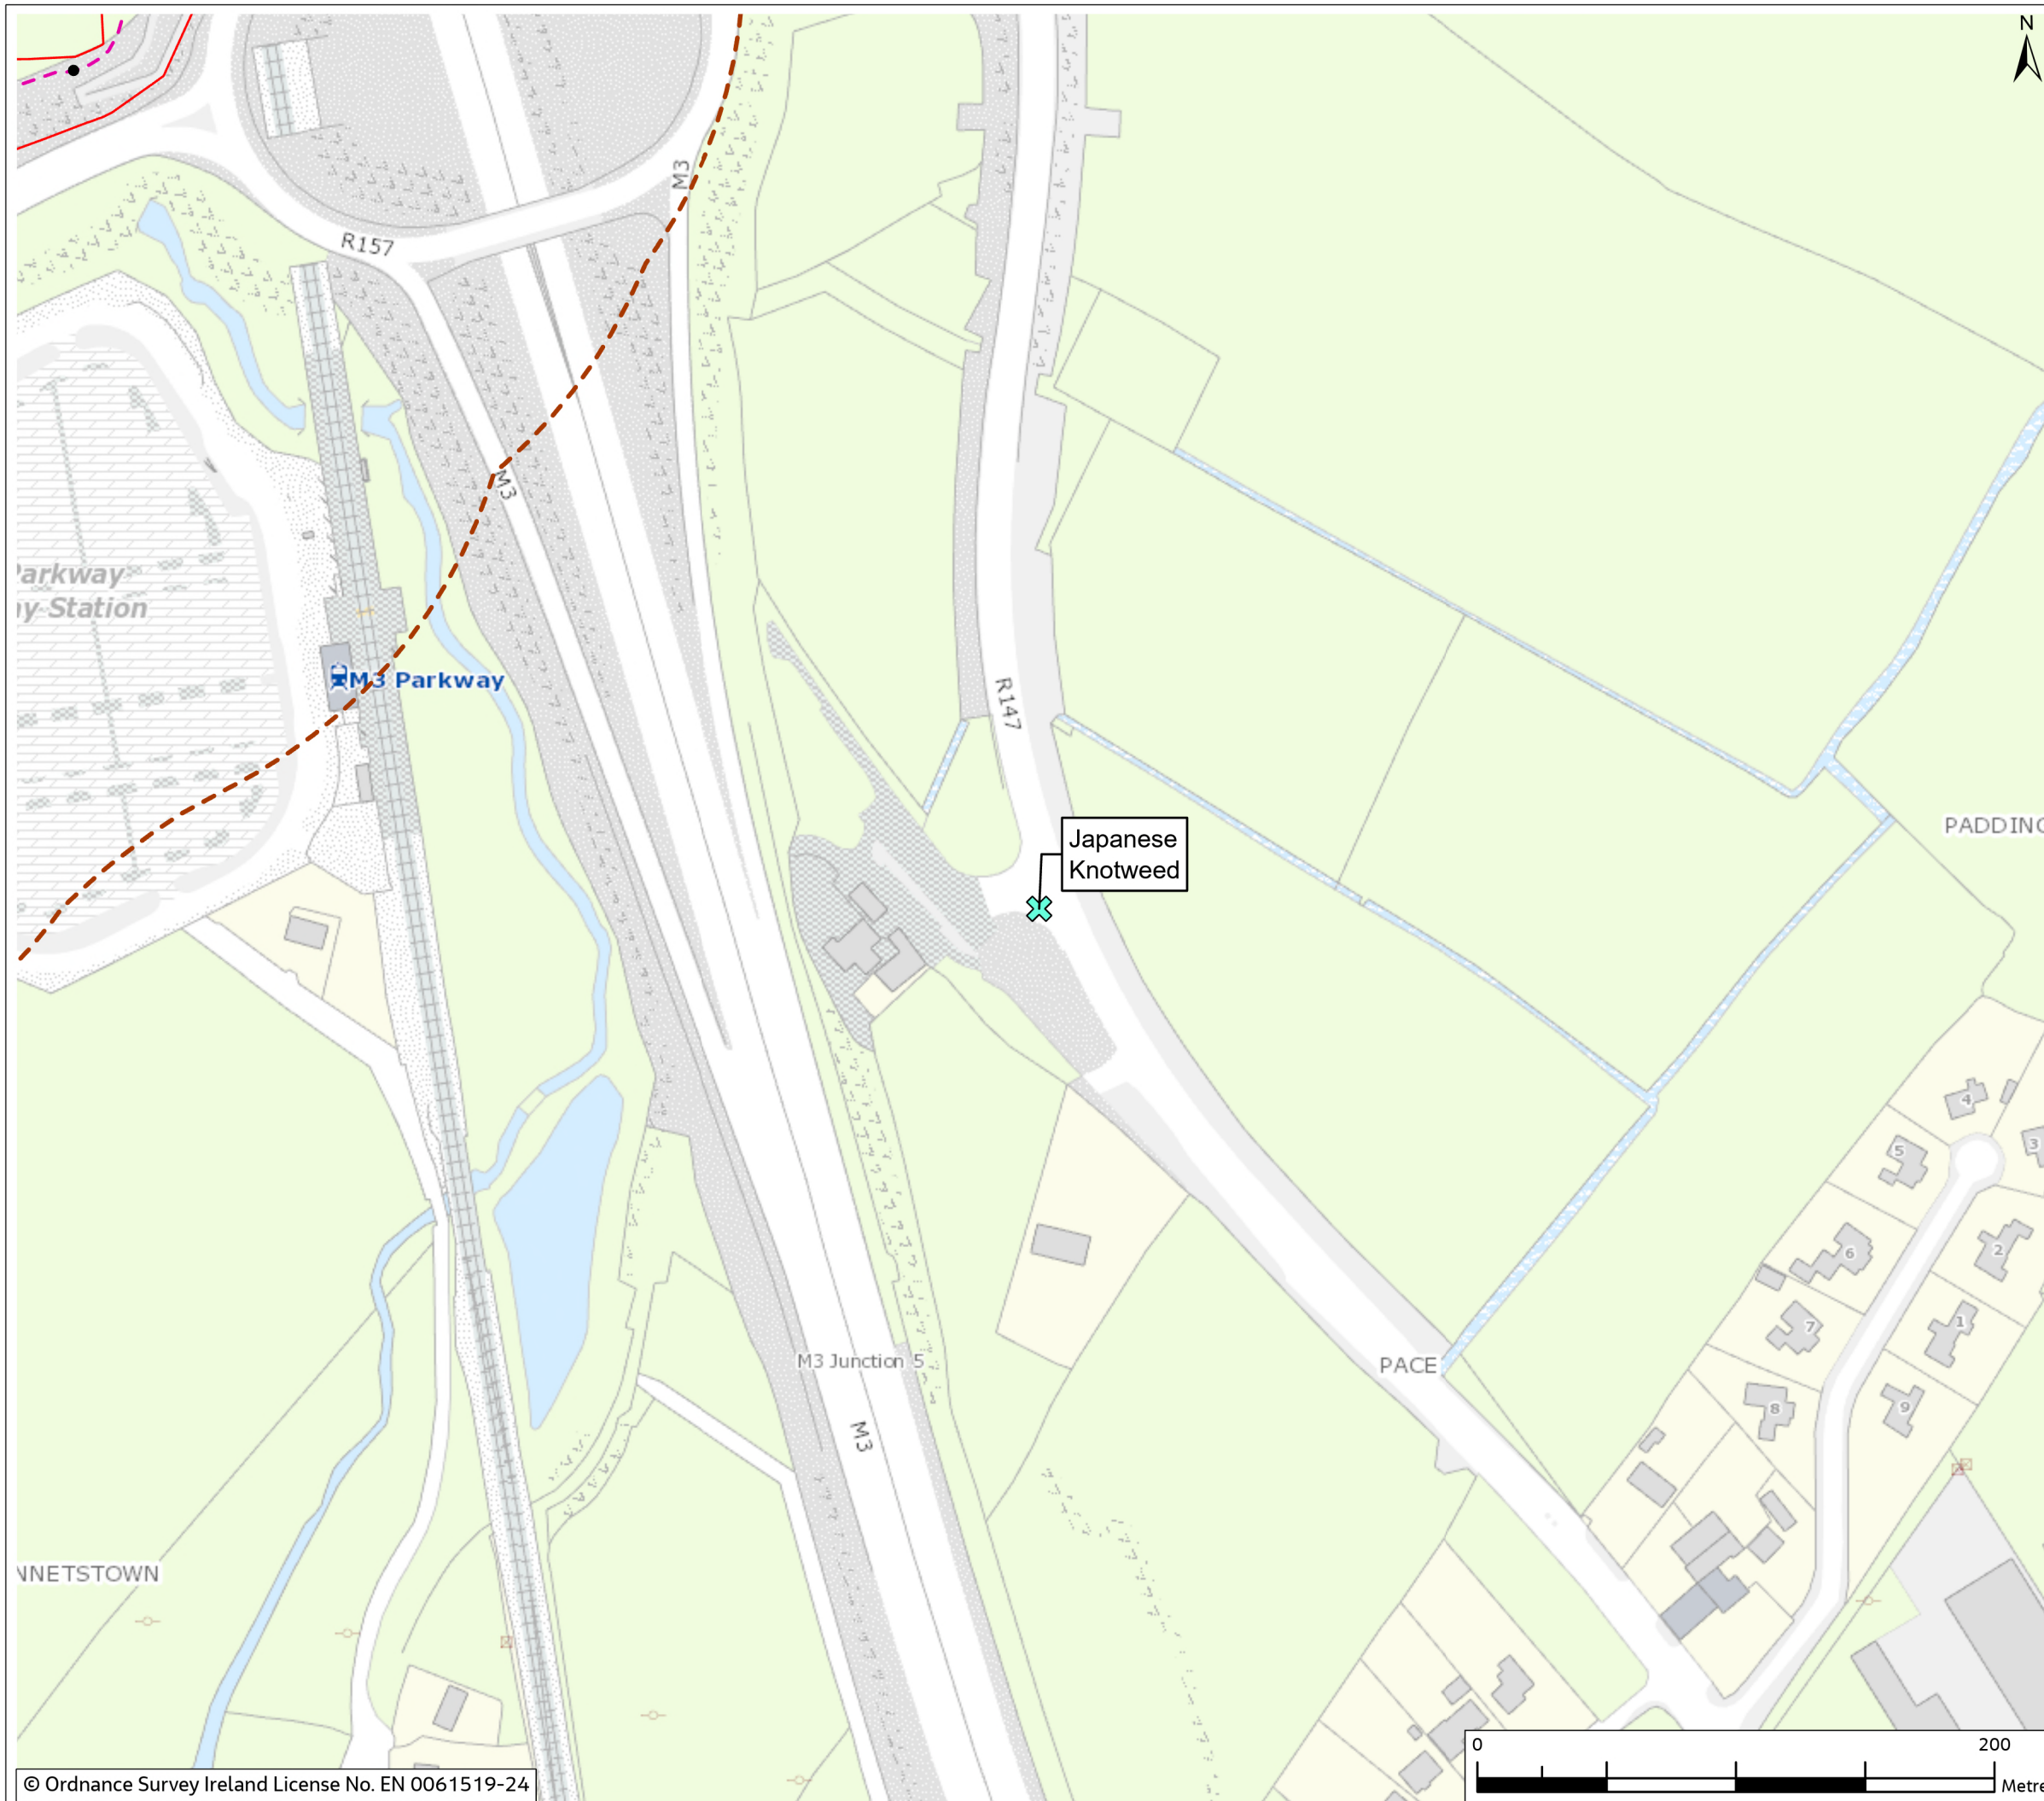 N
M3
R157
M3
arkway
y Station
M3 Parkway
R147
Japanese
Knotweed
PADDING
4
5
3
6
2
7
1
M3 Junction 5
PACE
8
9
M3
NNETSTOWN
0
200
Metre
© Ordnance Survey Ireland License No. EN 0061519-24